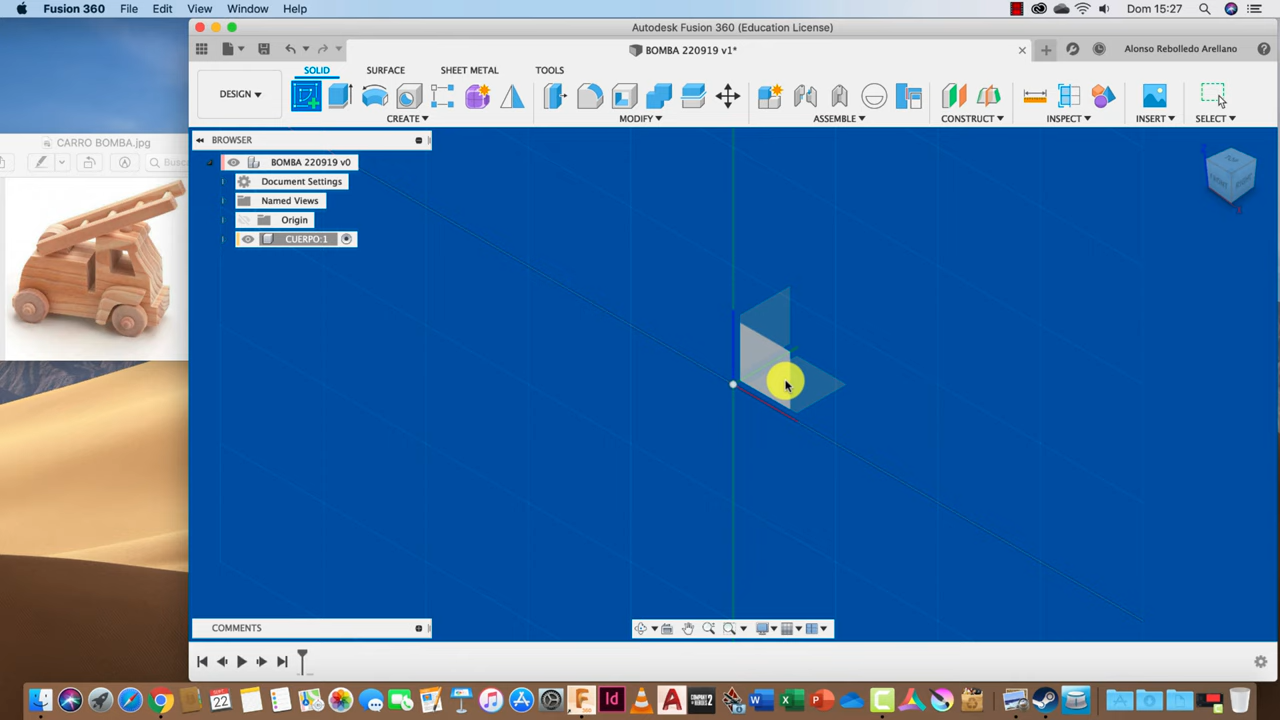 Fusion 360 File Edit View Window Help Dom 15:27
Autodesk Fusion 360 (Education License)
BOMBA 220919 v1* Alonso Rebolledo Arellano
SOLID SURFACE SHEET METAL TOOLS
DESIGN
CREATE MODIFY ASSEMBLE CONSTRUCT INSPECT INSERT SELECT
CARRO BOMBA.jpg
BROWSER
BOMBA 220919 v0
Document Settings
Named Views
Origin
CUERPO:1
COMMENTS